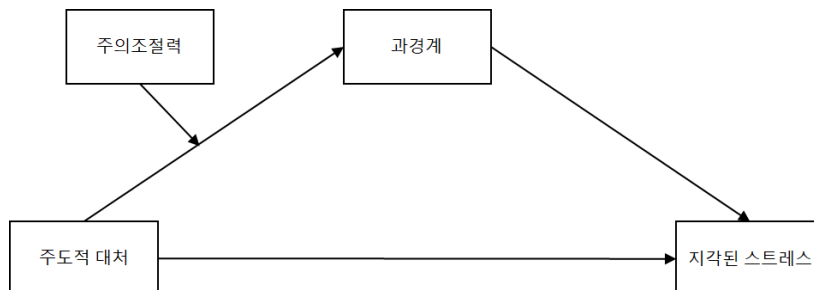 주의조절력
과경계
주도적 대처
지각된 스트레스